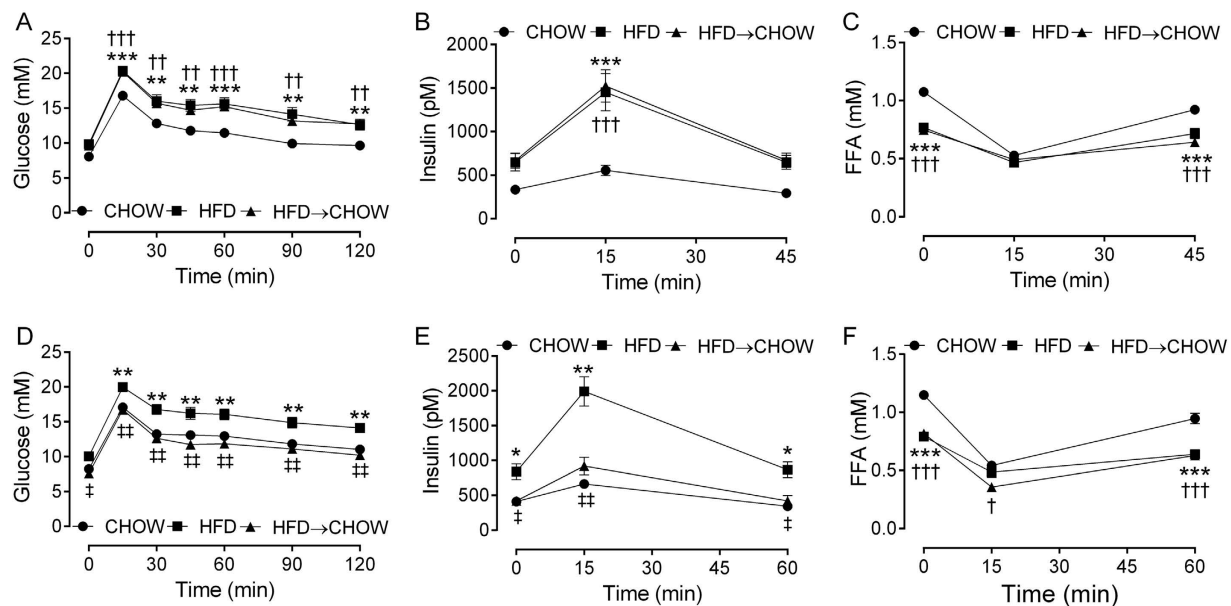 A
Glucose (mM)
25
20
15
10
5
0
††† †† †† ††† †† ††
*** ** ** *** ** **
CHOW HFD HFD→CHOW
0 30 60 90 120
Time (min)
B
CHOW HFD HFD→CHOW
Insulin (pM)
2000
1500
1000
500
0
***
†††
0 15 30 45
Time (min)
C
CHOW HFD HFD→CHOW
FFA (mM)
1.5
1.0
0.5
0.0
*** ***
††† †††
0 15 30 45
Time (min)
D
Glucose (mM)
25
20
15
10
5
0
** ** ** ** ** **
‡ ‡‡ ‡‡ ‡‡ ‡‡ ‡‡ ‡‡
CHOW HFD HFD→CHOW
0 30 60 90 120
Time (min)
E
CHOW HFD HFD→CHOW
Insulin (pM)
2500
2000
1500
1000
500
0
* ** *
‡ ‡‡ ‡
0 15 30 45 60
Time (min)
F
CHOW HFD HFD→CHOW
FFA (mM)
1.5
1.0
0.5
0.0
*** ***
††† † †††
0 15 30 45 60
Time (min)